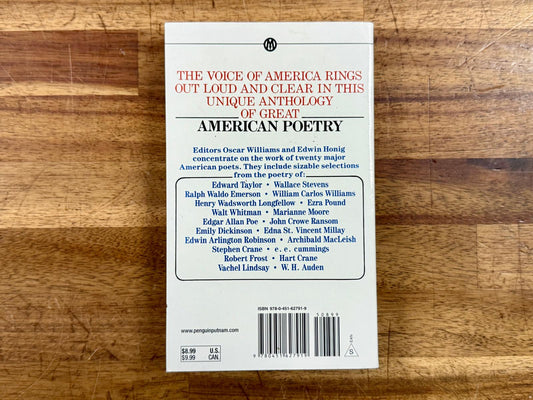 THE VOICE OF AMERICA RINGS
OUT LOUD AND CLEAR IN THIS
UNIQUE ANTHOLOGY
OF GREAT
AMERICAN POETRY
Editors Oscar Williams and Edwin Honig
concentrate on the work of twenty major
American poets. They include sizable selections
from the poetry of:
Edward Taylor • Wallace Stevens
Ralph Waldo Emerson • William Carlos Williams
Henry Wadsworth Longfellow • Ezra Pound
Walt Whitman • Marianne Moore
Edgar Allan Poe • John Crowe Ransom
Emily Dickinson • Edna St. Vincent Millay
Edwin Arlington Robinson • Archibald MacLeish
Stephen Crane • e. e. cummings
Robert Frost • Hart Crane
Vachel Lindsay • W. H. Auden
ISBN 978-0-451-62791-9
50899
9 780451 627919
www.penguinputnam.com
$8.99 U.S.
$9.99 CAN.
S